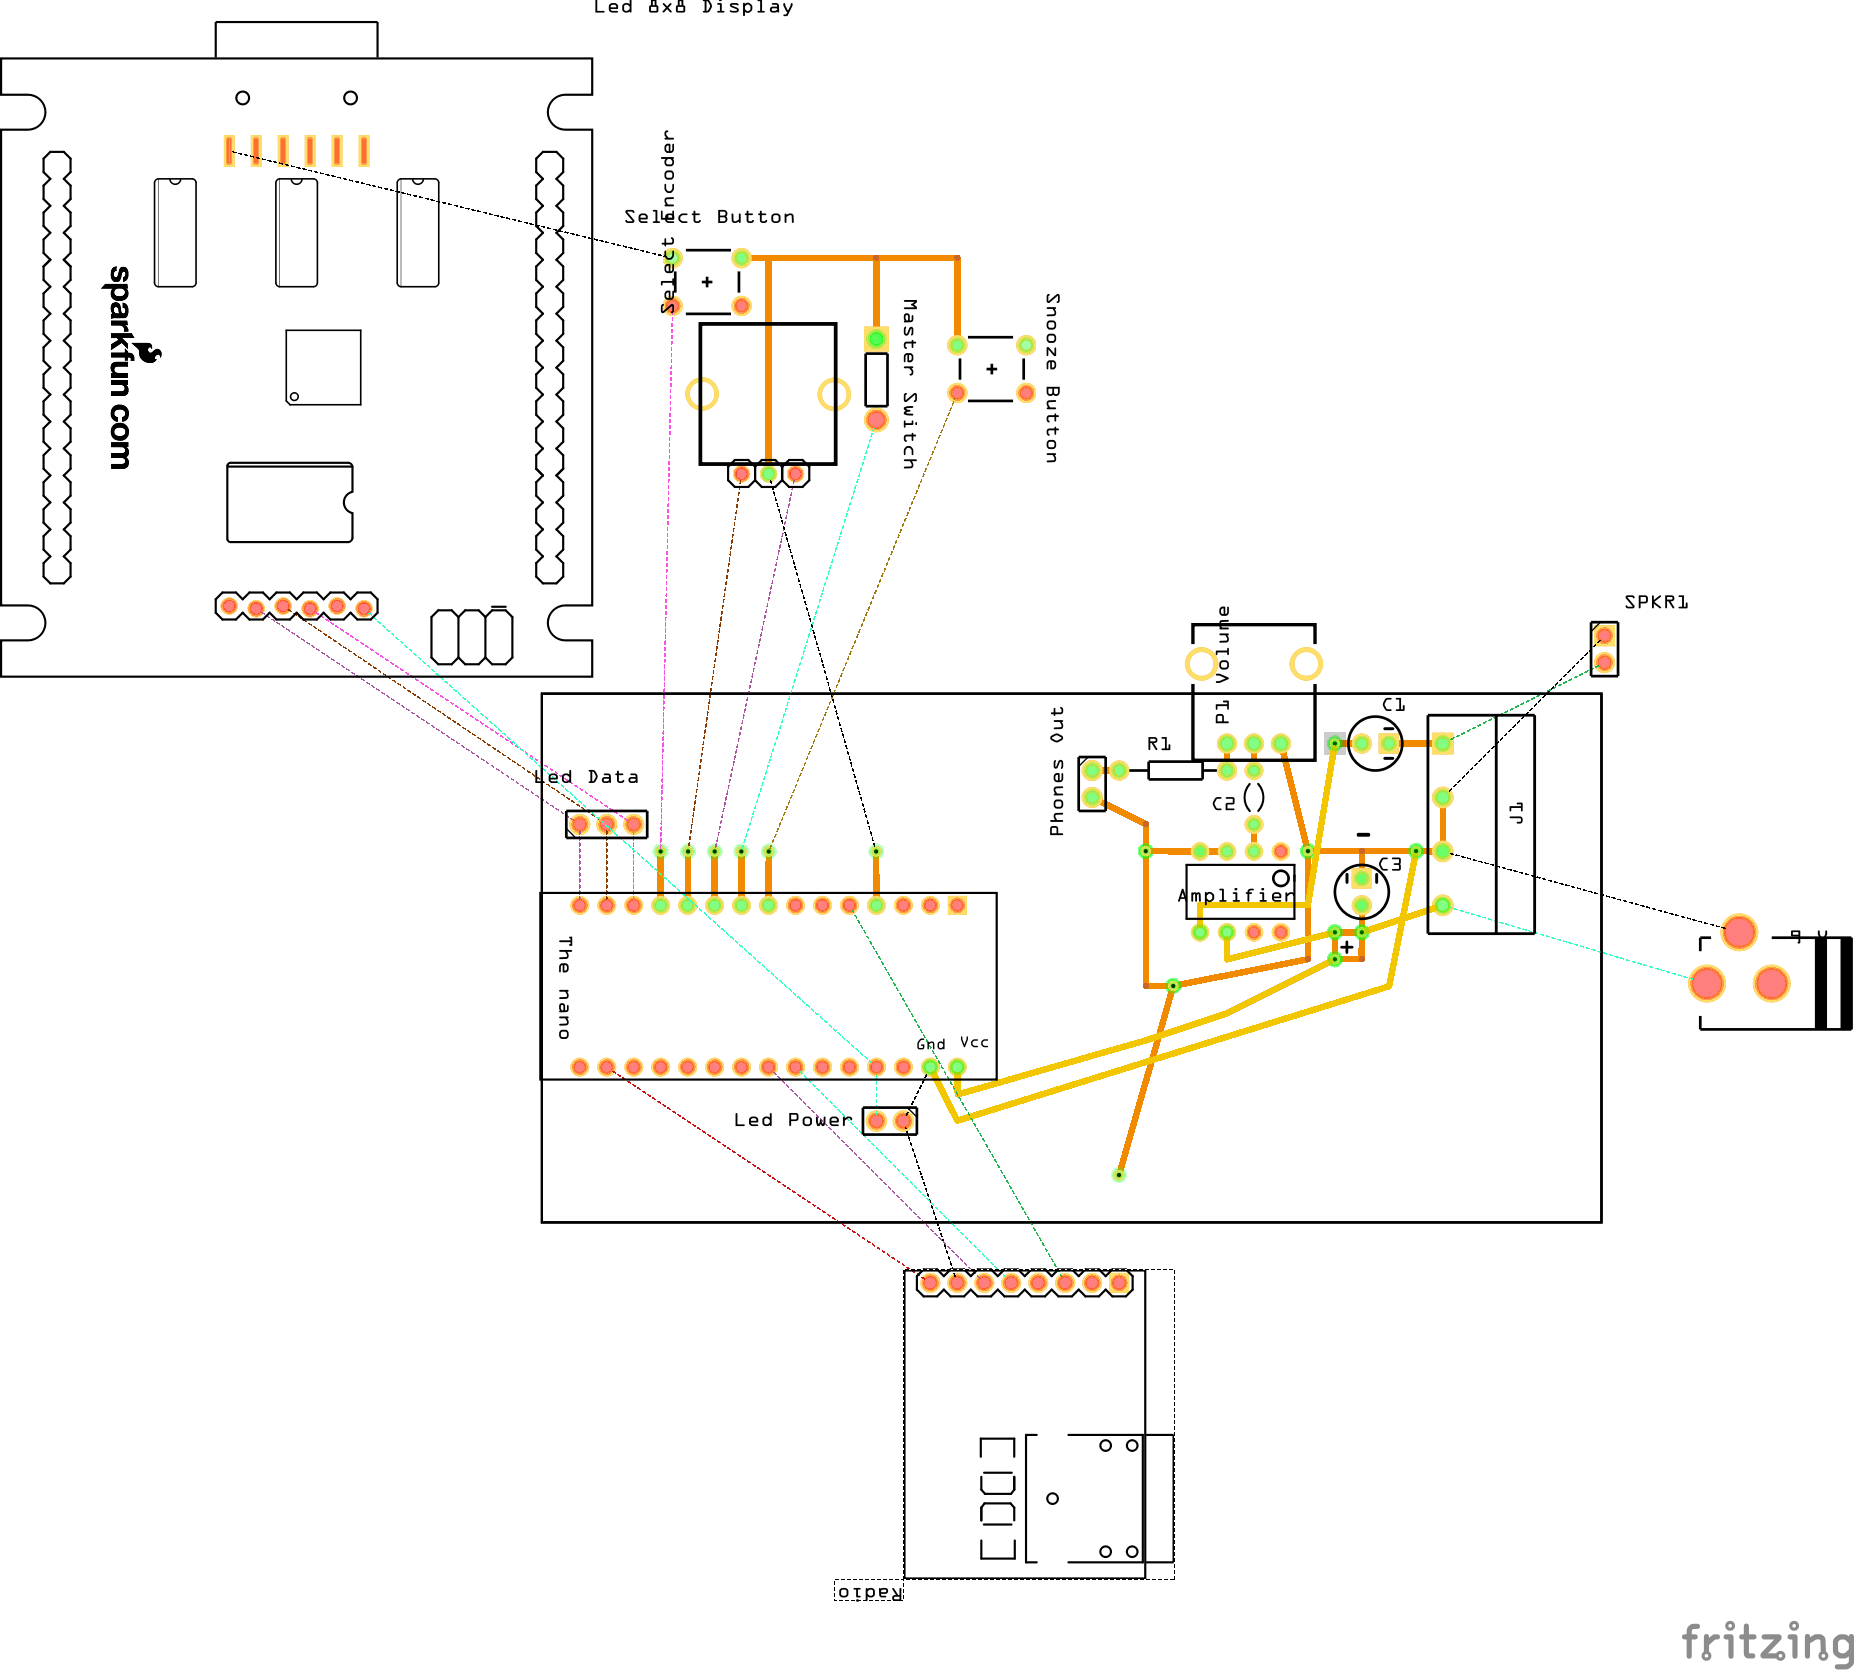 Led 8x8 Display
Select Encoder
Select Button
sparkfun.com
Master Switch
Snooze Button
SPKR1
P1 Volume
C1
Phones Out
R1
Led Data
C2
J1
C3
Amplifier
+
The nano
Gnd
Vcc
Led Power
Radio
fritzing